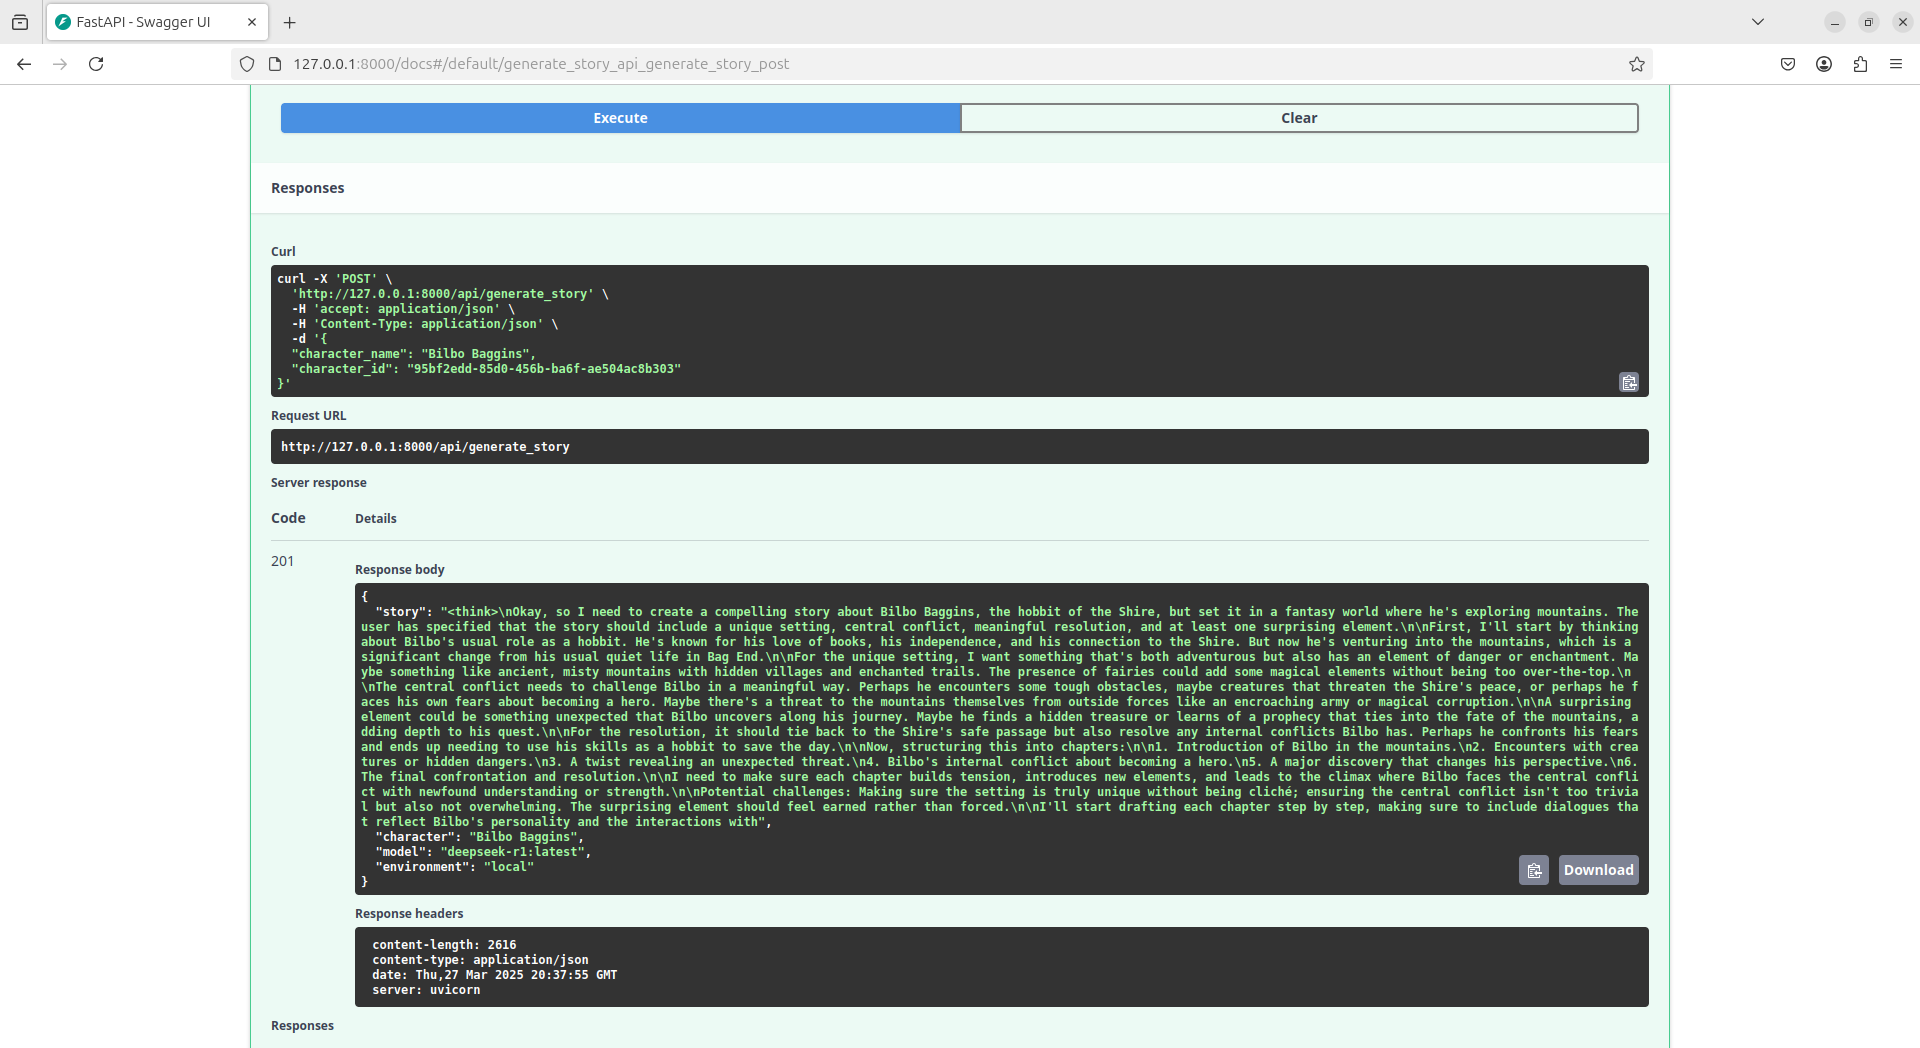 FastAPI - Swagger UI
127.0.0.1:8000/docs#/default/generate_story_api_generate_story_post
Execute
Clear
Responses
Curl
curl -X 'POST' \
  'http://127.0.0.1:8000/api/generate_story' \
  -H 'accept: application/json' \
  -H 'Content-Type: application/json' \
  -d '{
  "character_name": "Bilbo Baggins",
  "character_id": "95bf2edd-85d0-456b-ba6f-ae504ac8b303"
}'
Request URL
http://127.0.0.1:8000/api/generate_story
Server response
Code
Details
201
Response body
{
  "story": "<think>\nOkay, so I need to create a compelling story about Bilbo Baggins, the hobbit of the Shire, but set it in a fantasy world where he's exploring mountains. The
user has specified that the story should include a unique setting, central conflict, meaningful resolution, and at least one surprising element.\n\nFirst, I'll start by thinking
about Bilbo's usual role as a hobbit. He's known for his love of books, his independence, and his connection to the Shire. But now he's venturing into the mountains, which is a
significant change from his usual quiet life in Bag End.\n\nFor the unique setting, I want something that's both adventurous but also has an element of danger or enchantment. Ma
ybe something like ancient, misty mountains with hidden villages and enchanted trails. The presence of fairies could add some magical elements without being too over-the-top.\n
\nThe central conflict needs to challenge Bilbo in a meaningful way. Perhaps he encounters some tough obstacles, maybe creatures that threaten the Shire's peace, or perhaps he f
aces his own fears about becoming a hero. Maybe there's a threat to the mountains themselves from outside forces like an encroaching army or magical corruption.\n\nA surprising
element could be something unexpected that Bilbo uncovers along his journey. Maybe he finds a hidden treasure or learns of a prophecy that ties into the fate of the mountains, a
dding depth to his quest.\n\nFor the resolution, it should tie back to the Shire's safe passage but also resolve any internal conflicts Bilbo has. Perhaps he confronts his fears
and ends up needing to use his skills as a hobbit to save the day.\n\nNow, structuring this into chapters:\n\n1. Introduction of Bilbo in the mountains.\n2. Encounters with crea
tures or hidden dangers.\n3. A twist revealing an unexpected threat.\n4. Bilbo's internal conflict about becoming a hero.\n5. A major discovery that changes his perspective.\n6.
The final confrontation and resolution.\n\nI need to make sure each chapter builds tension, introduces new elements, and leads to the climax where Bilbo faces the central confli
ct with newfound understanding or strength.\n\nPotential challenges: Making sure the setting is truly unique without being cliché; ensuring the central conflict isn't too trivia
l but also not overwhelming. The surprising element should feel earned rather than forced.\n\nI'll start drafting each chapter step by step, making sure to include dialogues tha
t reflect Bilbo's personality and the interactions with",
  "character": "Bilbo Baggins",
  "model": "deepseek-r1:latest",
  "environment": "local"
}
Download
Response headers
content-length: 2616
content-type: application/json
date: Thu,27 Mar 2025 20:37:55 GMT
server: uvicorn
Responses